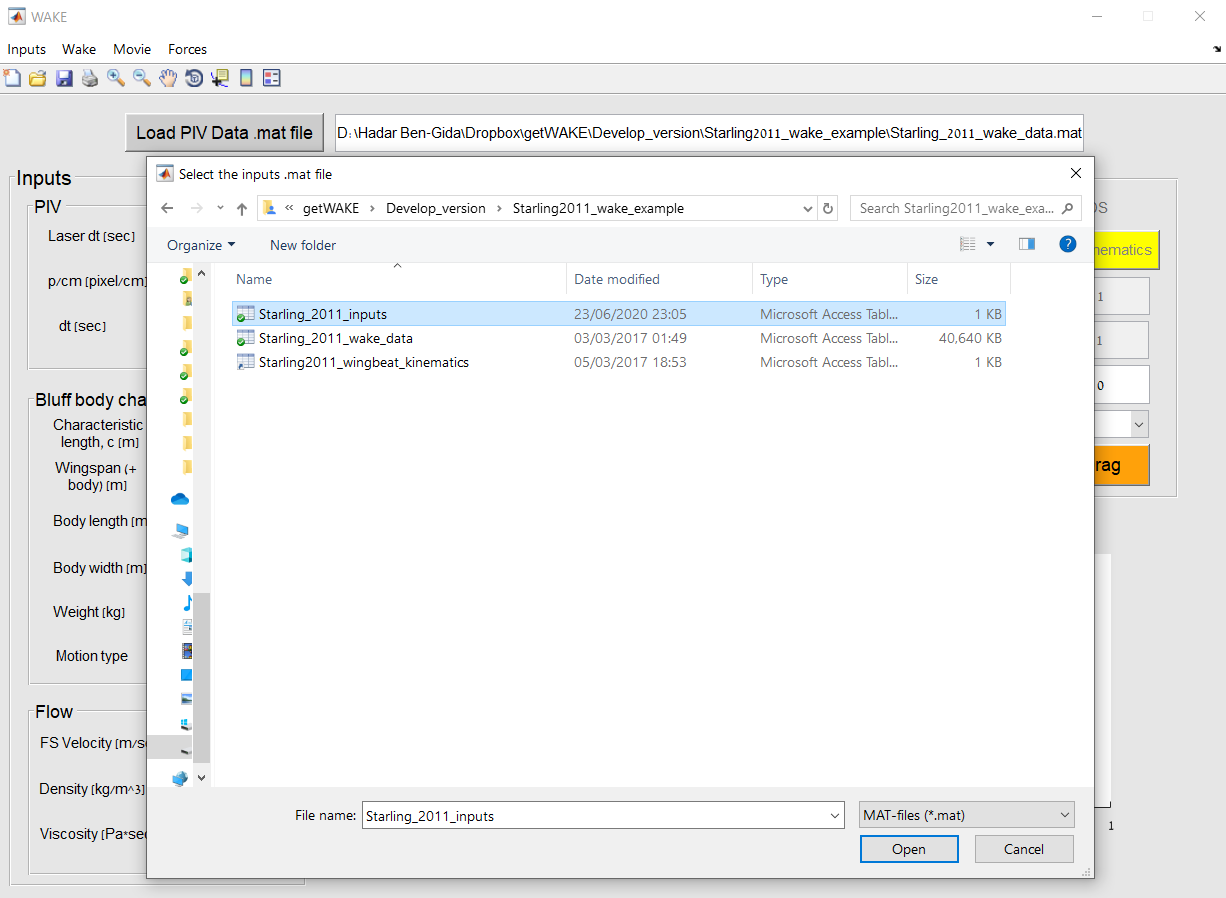 WAKE
Inputs Wake Movie Forces
Load PIV Data .mat file D:\Hadar Ben-Gida\Dropbox\getWAKE\Develop_version\Starling2011_wake_example\Starling_2011_wake_data.mat
Inputs
PIV
Laser dt [sec]
p/cm [pixel/cm]
dt [sec]
Bluff body cha
Characteristic
length, c [m]
Wingspan (+
body) [m]
Body length [m
Body width [m]
Weight [kg]
Motion type
Flow
FS Velocity [m/s
Density [kg/m^3]
Viscosity [Pa*sec
Select the inputs .mat file
« getWAKE › Develop_version › Starling2011_wake_example
Search Starling2011_wake_exa...
Organize New folder
?
Name Date modified Type Size
Starling_2011_inputs 23/06/2020 23:05 Microsoft Access Tabl... 1 KB
Starling_2011_wake_data 03/03/2017 01:49 Microsoft Access Tabl... 40,640 KB
Starling2011_wingbeat_kinematics 05/03/2017 18:53 Microsoft Access Tabl... 1 KB
File name: Starling_2011_inputs MAT-files (*.mat)
Open Cancel
OS
nematics
1
1
0
rag
1